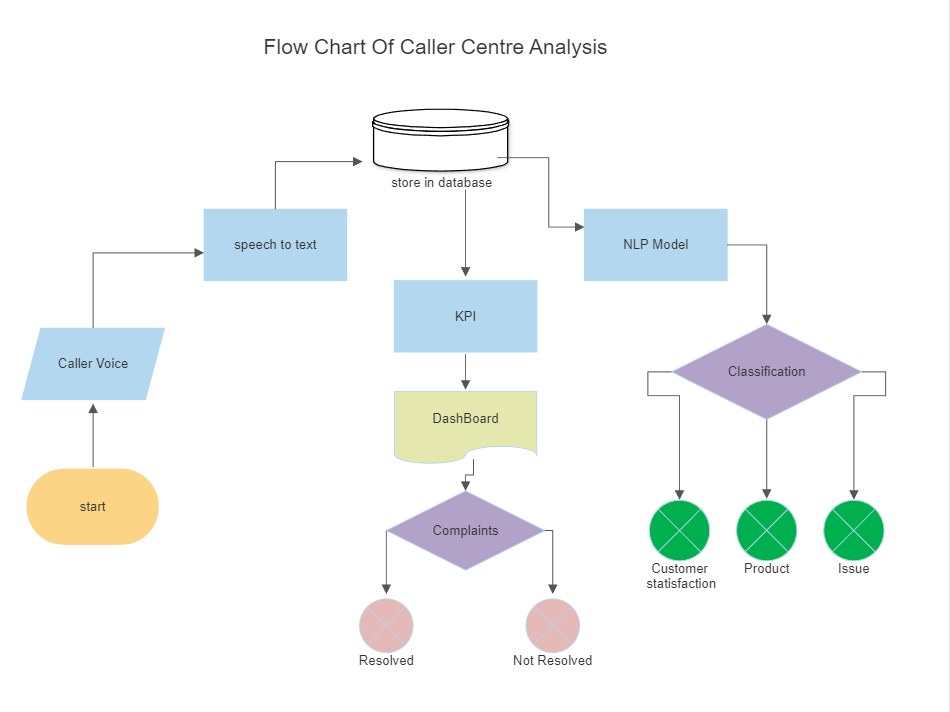 Flow Chart Of Caller Centre Analysis
store in database
speech to text
NLP Model
KPI
Caller Voice
Classification
DashBoard
start
Complaints
Customer
statisfaction
Product
Issue
Resolved
Not Resolved